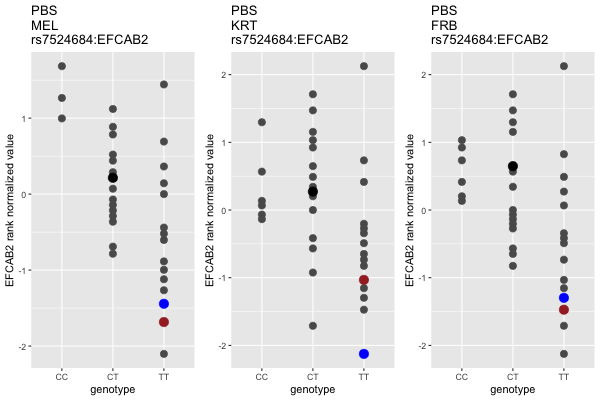 PBS
MEL
rs7524684:EFCAB2
EFCAB2 rank normalized value
1
0
-1
-2
CC CT TT
genotype
PBS
KRT
rs7524684:EFCAB2
EFCAB2 rank normalized value
2
1
0
-1
-2
CC CT TT
genotype
PBS
FRB
rs7524684:EFCAB2
EFCAB2 rank normalized value
2
1
0
-1
-2
CC CT TT
genotype